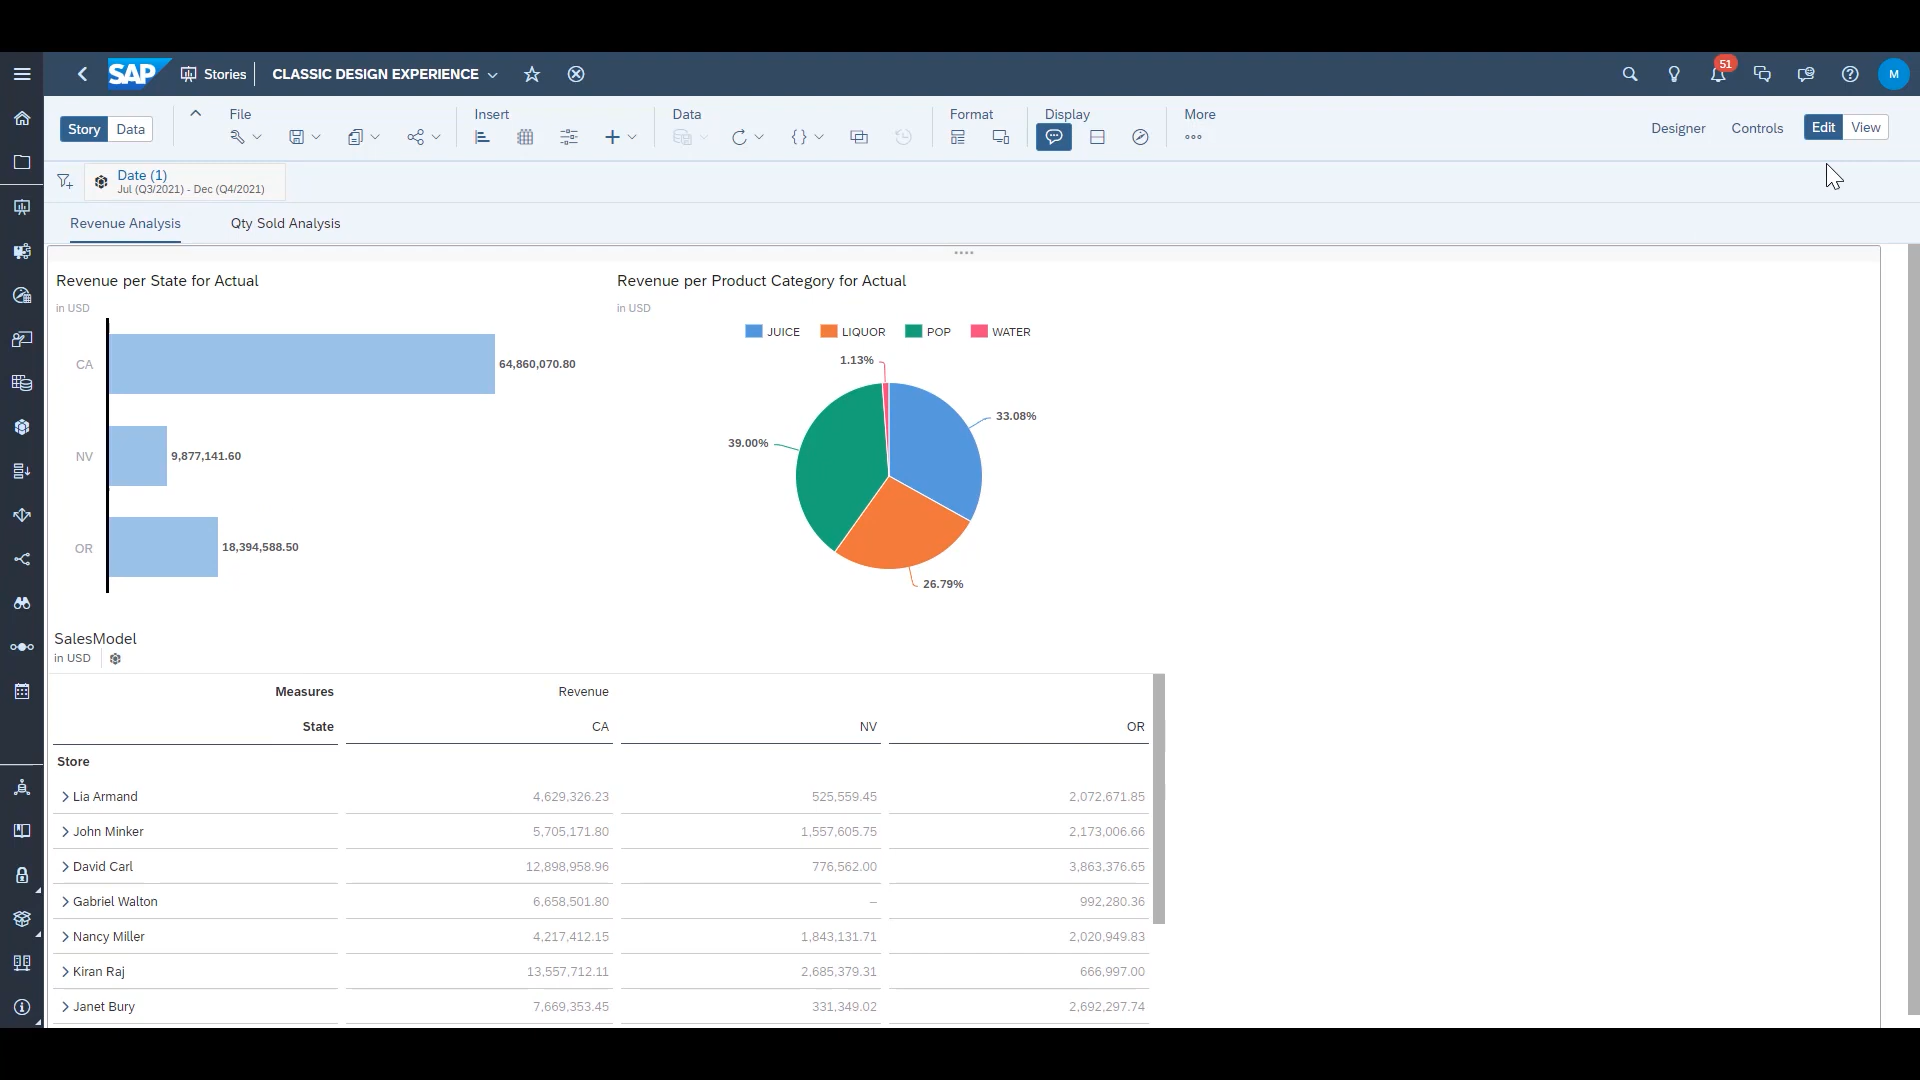 SAP Stories CLASSIC DESIGN EXPERIENCE 51 M
File Insert Data Format Display More
Story Data Designer Controls Edit View
Date (1)
Jul (Q3/2021) - Dec (Q4/2021)
Revenue Analysis Qty Sold Analysis
Revenue per State for Actual
in USD
CA 64,860,070.80
NV 9,877,141.60
OR 18,394,588.50
Revenue per Product Category for Actual
in USD
JUICE LIQUOR POP WATER
1.13%
33.08%
39.00%
26.79%
SalesModel
in USD
Measures Revenue
State CA NV OR
Store
Lia Armand 4,629,326.23 525,559.45 2,072,671.85
John Minker 5,705,171.80 1,557,605.75 2,173,006.66
David Carl 12,898,958.96 776,562.00 3,863,376.65
Gabriel Walton 6,658,501.80 – 992,280.36
Nancy Miller 4,217,412.15 1,843,131.71 2,020,949.83
Kiran Raj 13,557,712.11 2,685,379.31 666,997.00
Janet Bury 7,669,353.45 331,349.02 2,692,297.74